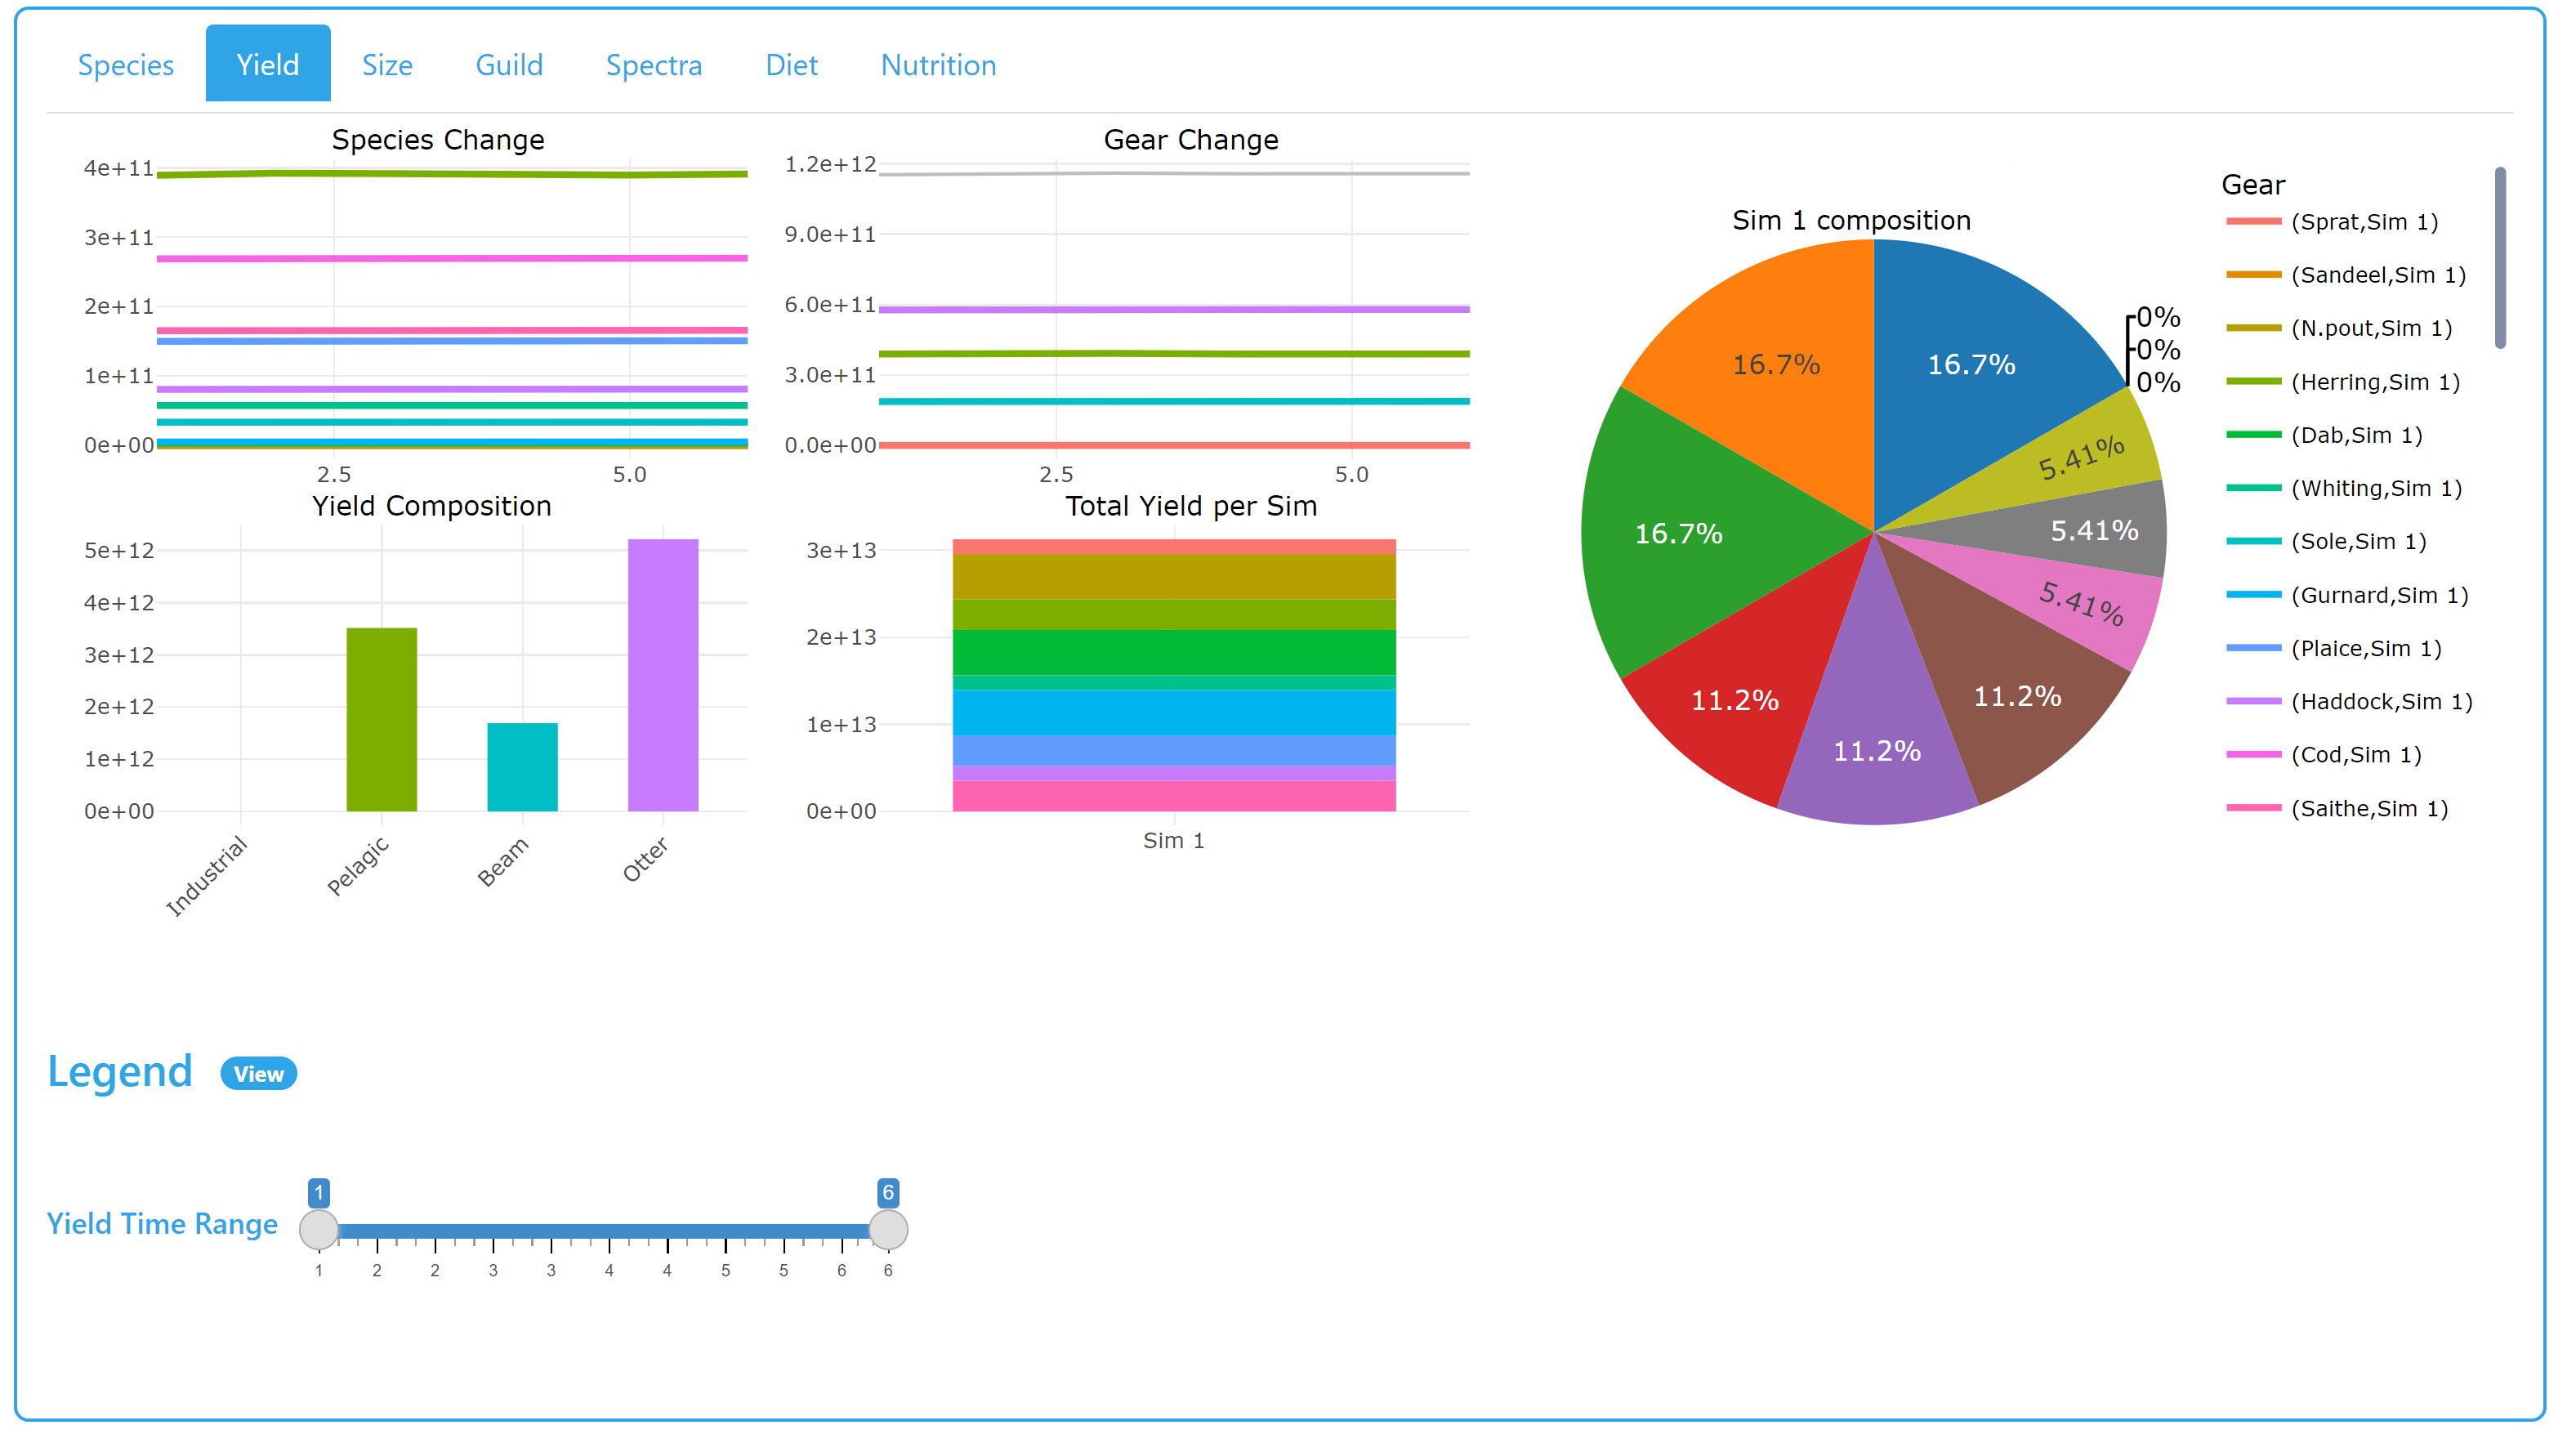 Species Yield Size Guild Spectra Diet Nutrition
Species Change
4e+11
3e+11
2e+11
1e+11
0e+00
2.5 5.0
Gear Change
1.2e+12
9.0e+11
6.0e+11
3.0e+11
0.0e+00
2.5 5.0
Yield Composition
5e+12
4e+12
3e+12
2e+12
1e+12
0e+00
Industrial Pelagic Beam Otter
Total Yield per Sim
3e+13
2e+13
1e+13
0e+00
Sim 1
Sim 1 composition
16.7%
16.7%
0%
0%
0%
5.41%
16.7%
5.41%
5.41%
11.2%
11.2%
11.2%
Gear
(Sprat,Sim 1)
(Sandeel,Sim 1)
(N.pout,Sim 1)
(Herring,Sim 1)
(Dab,Sim 1)
(Whiting,Sim 1)
(Sole,Sim 1)
(Gurnard,Sim 1)
(Plaice,Sim 1)
(Haddock,Sim 1)
(Cod,Sim 1)
(Saithe,Sim 1)
Legend View
Yield Time Range
1 6
1 2 2 3 3 4 4 5 5 6 6